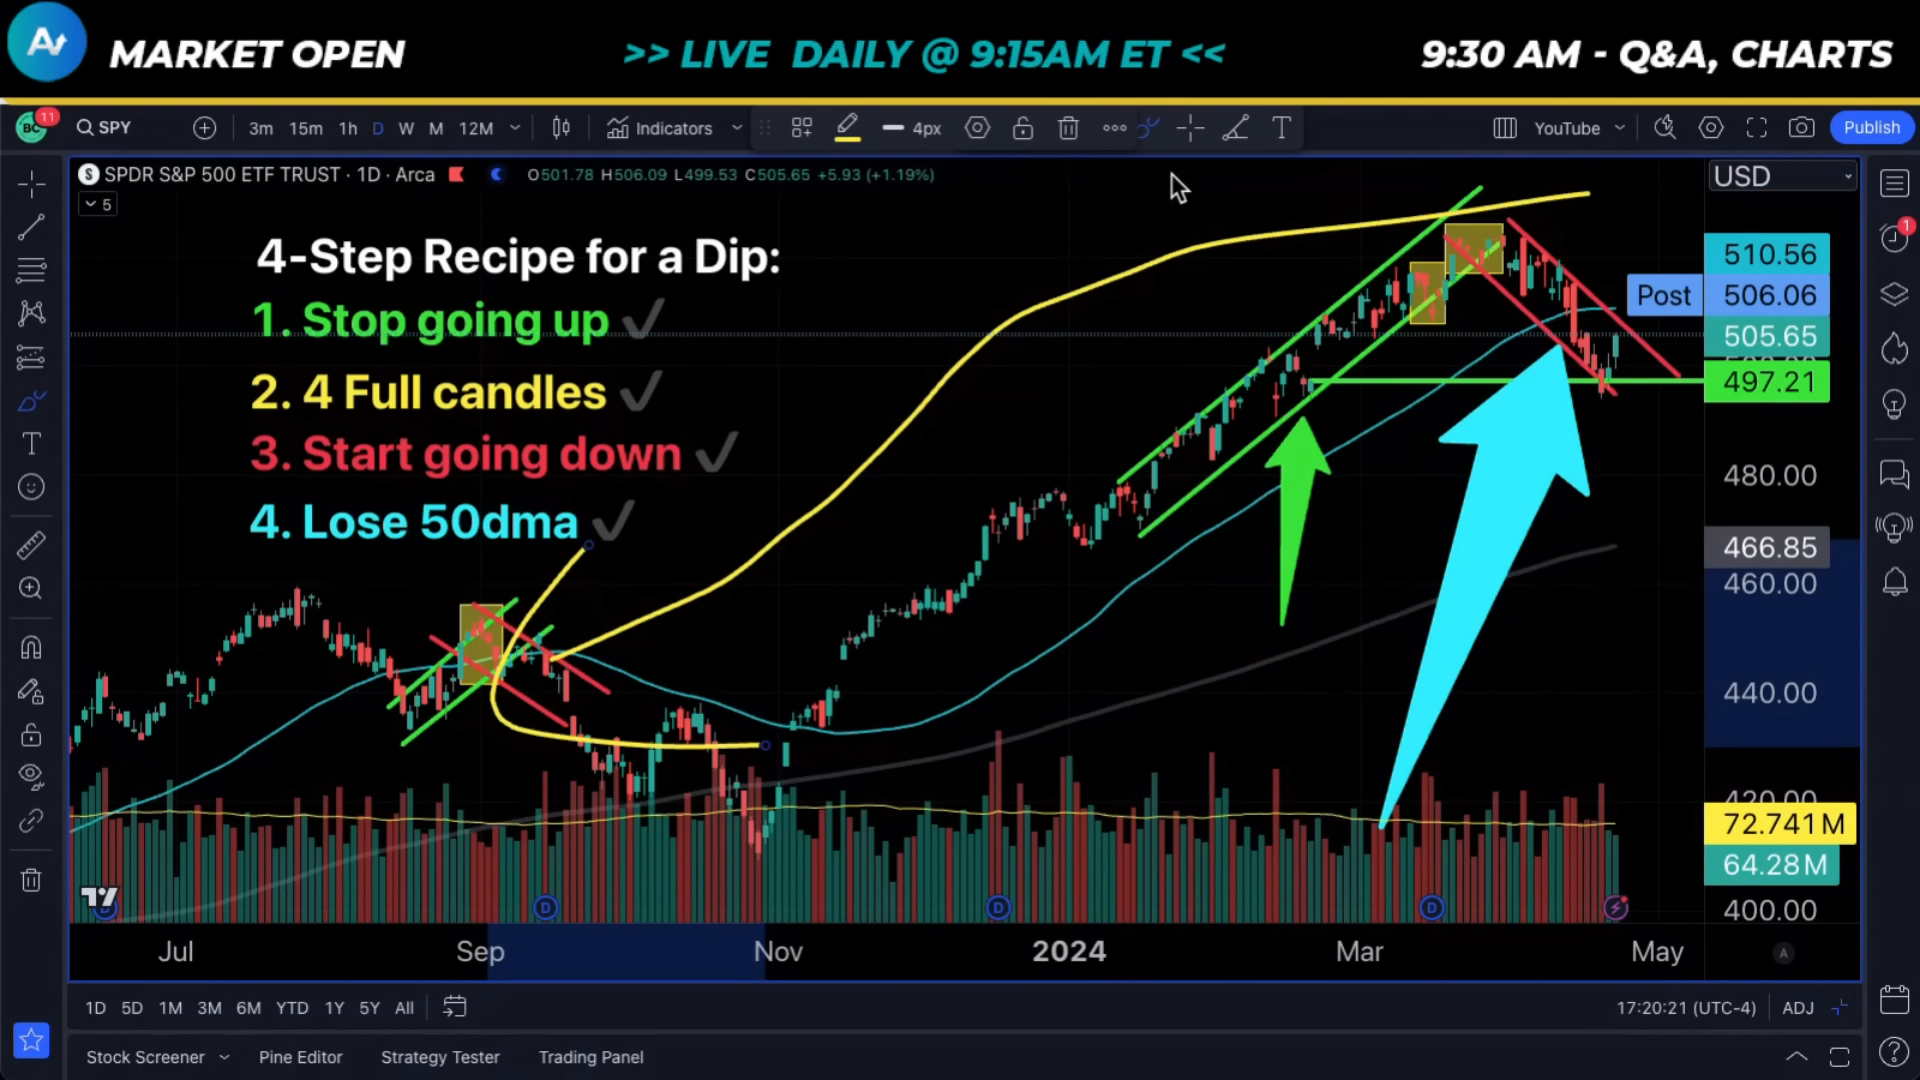 MARKET OPEN
>> LIVE DAILY @ 9:15AM ET <<
9:30 AM - Q&A, CHARTS
11
SPY
3m 15m 1h D W M 12M
Indicators
4px
T
YouTube
Publish
SPDR S&P 500 ETF TRUST · 1D · Arca
O501.78 H506.09 L499.53 C505.65 +5.93 (+1.19%)
USD
5
4-Step Recipe for a Dip:
1. Stop going up ✓
2. 4 Full candles ✓
3. Start going down ✓
4. Lose 50dma ✓
510.56
Post 506.06
505.65
497.21
480.00
466.85
460.00
440.00
420.00
72.741M
64.28M
400.00
1
D D D D
Jul Sep Nov 2024 Mar May
A
1D 5D 1M 3M 6M YTD 1Y 5Y All
17:20:21 (UTC-4) ADJ
Stock Screener Pine Editor Strategy Tester Trading Panel